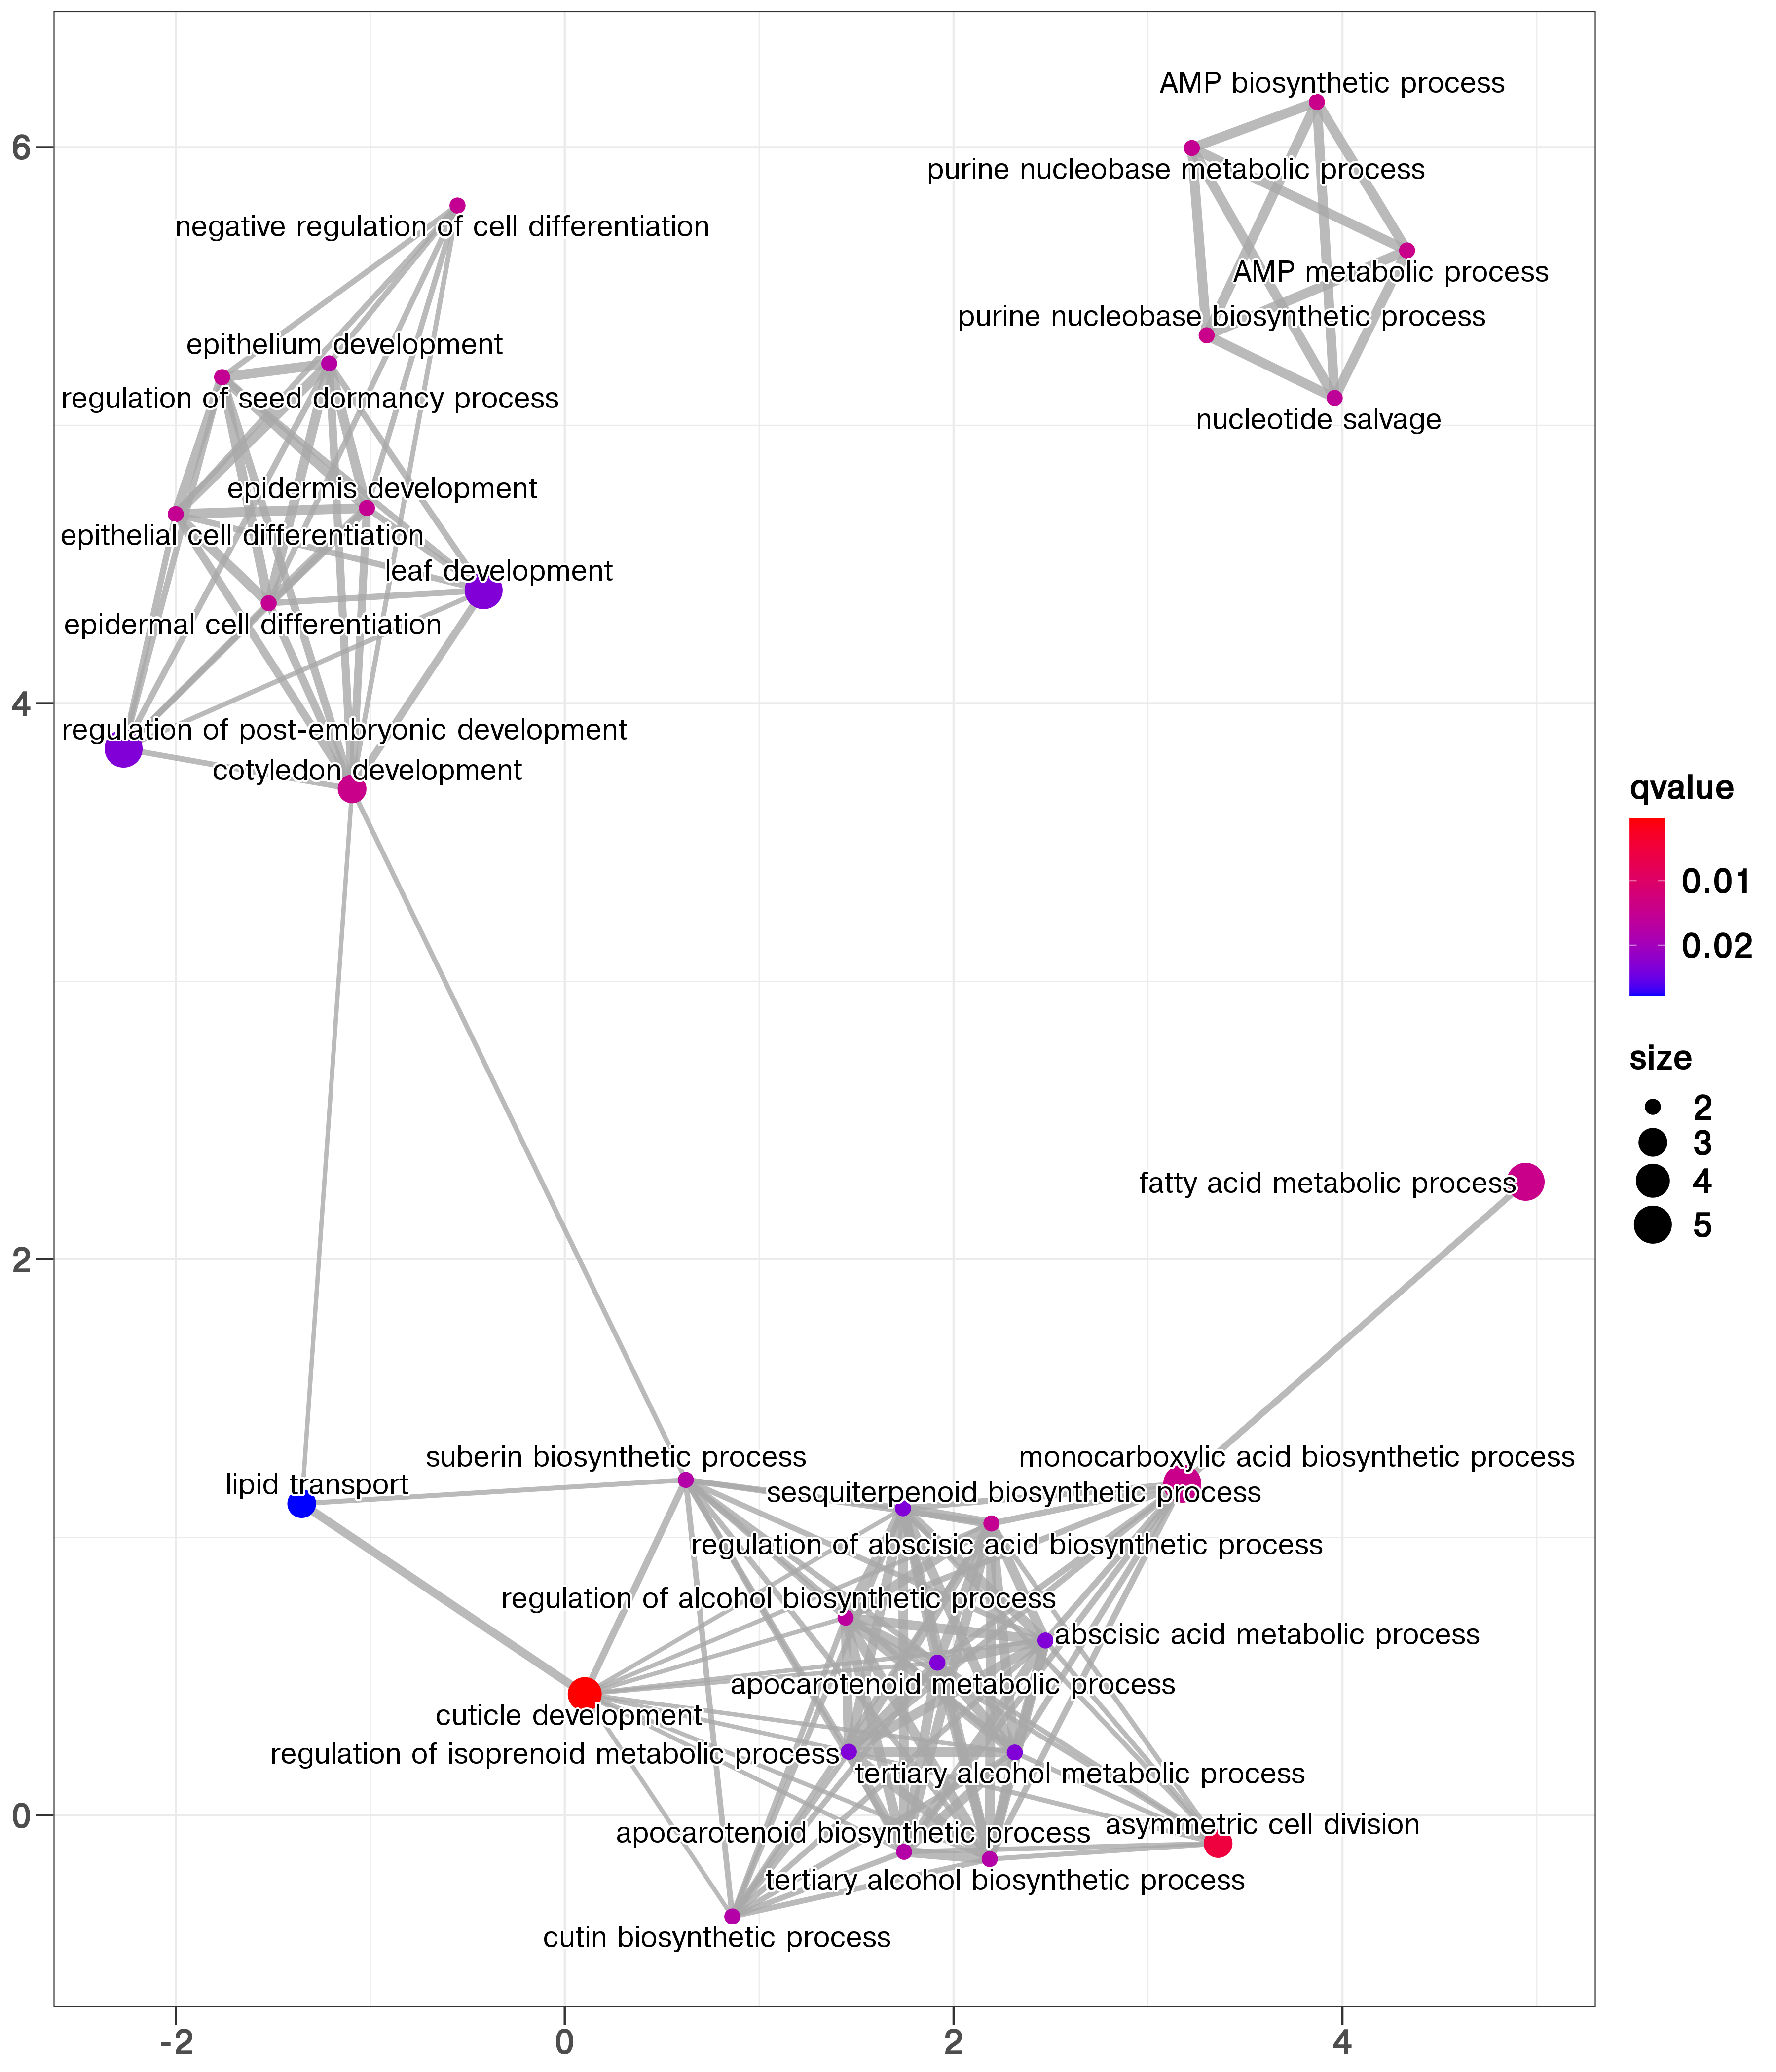 AMP biosynthetic process
6
purine nucleobase metabolic process
negative regulation of cell differentiation
AMP metabolic process
purine nucleobase biosynthetic process
epithelium development
regulation of seed dormancy process
nucleotide salvage
epidermis development
epithelial cell differentiation
leaf development
epidermal cell differentiation
4
regulation of post-embryonic development
cotyledon development
qvalue
0.01
0.02
size
2
3
4
5
fatty acid metabolic process
2
suberin biosynthetic process
monocarboxylic acid biosynthetic process
lipid transport
sesquiterpenoid biosynthetic process
regulation of abscisic acid biosynthetic process
regulation of alcohol biosynthetic process
abscisic acid metabolic process
apocarotenoid metabolic process
cuticle development
regulation of isoprenoid metabolic process
tertiary alcohol metabolic process
0
asymmetric cell division
apocarotenoid biosynthetic process
tertiary alcohol biosynthetic process
cutin biosynthetic process
-2
0
2
4